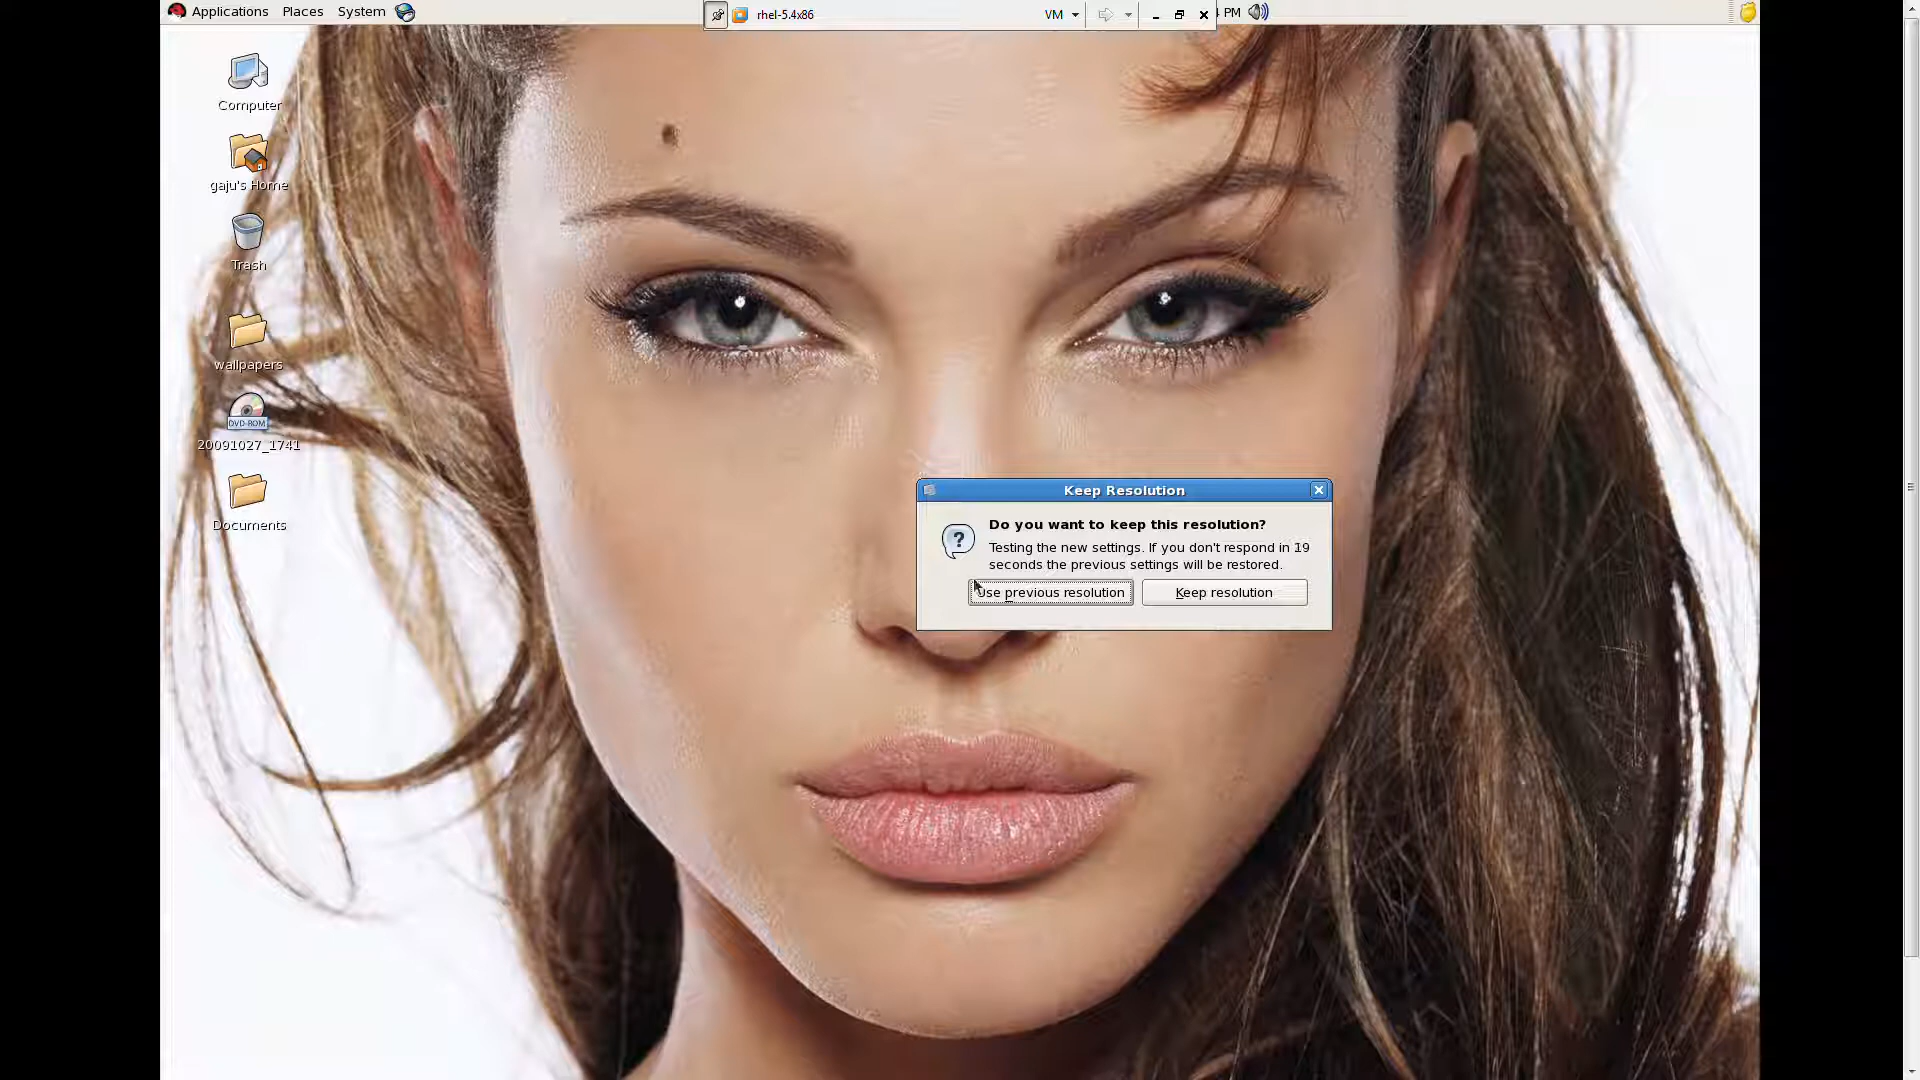 Applications Places System
rhel-5.4x86
VM
PM
Computer
gaju's Home
Trash
wallpapers
DVD-ROM
20091027_1741
Documents
Keep Resolution
Do you want to keep this resolution?
Testing the new settings. If you don't respond in 19
seconds the previous settings will be restored.
Use previous resolution
Keep resolution